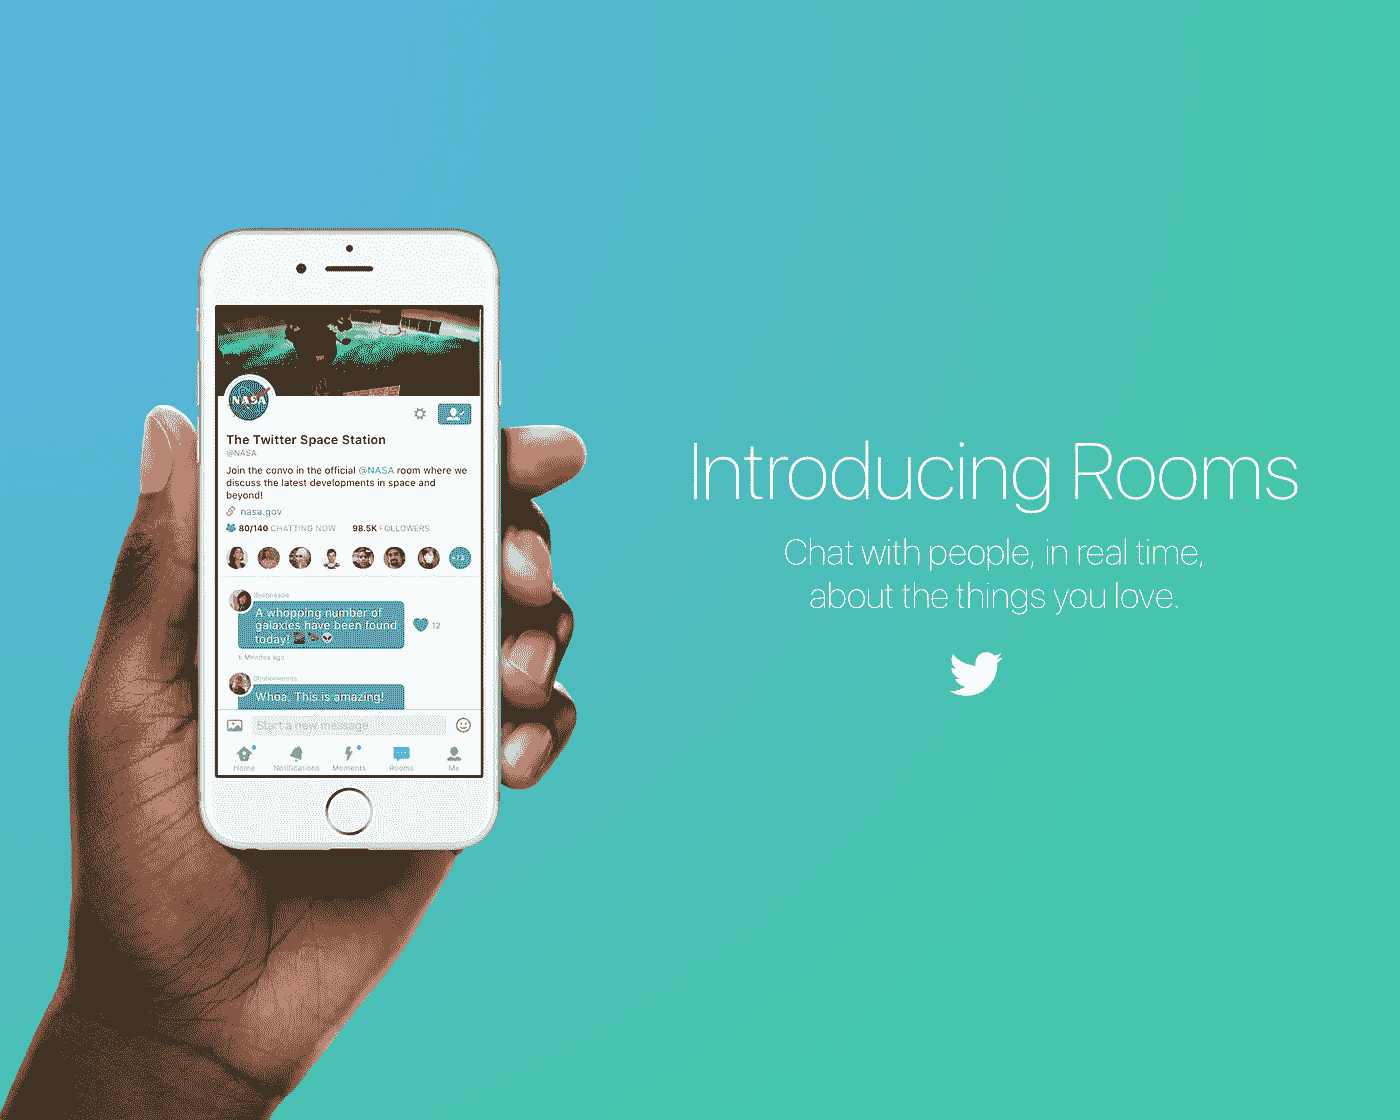 NASA
The Twitter Space Station
@NASA
Join the convo in the official @NASA room where we
discuss the latest developments in space and
beyond!
nasa.gov
80/140 CHATTING NOW 98.5K FOLLOWERS
A whopping number of
galaxies have been found
today!
12
5 Minutes ago
Whoa. This is amazing!
Start a new message
Home Notifications Moments Rooms Me
Introducing Rooms
Chat with people, in real time,
about the things you love.